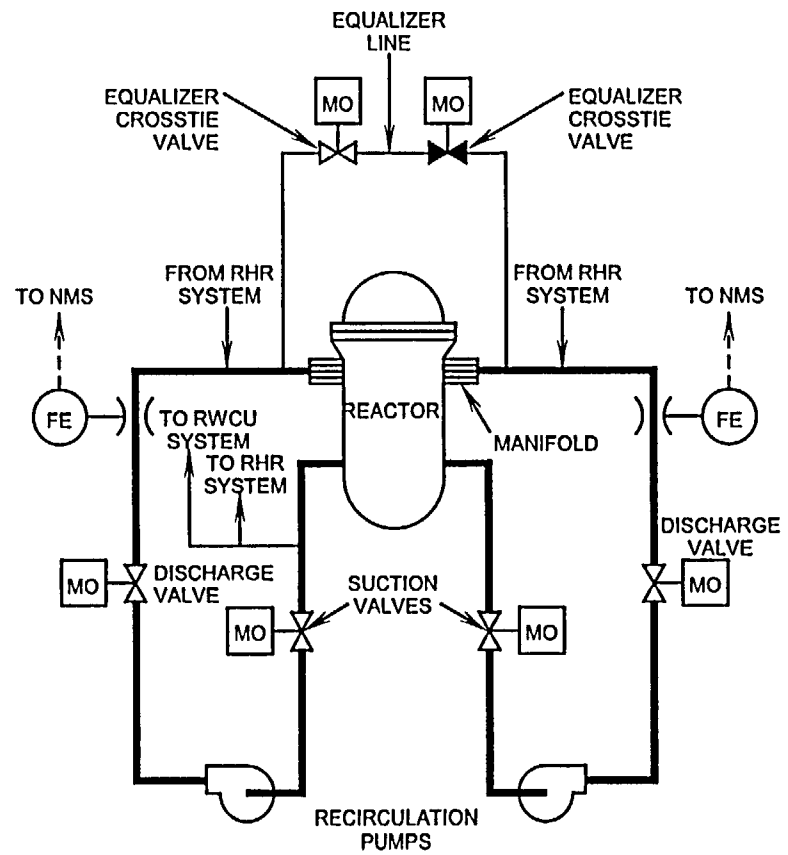 EQUALIZER
LINE
MO
MO
EQUALIZER
CROSSTIE
VALVE
EQUALIZER
CROSSTIE
VALVE
FROM RHR
SYSTEM
FROM RHR
SYSTEM
TO NMS
TO NMS
FE
REACTOR
FE
TO RWCU
SYSTEM
TO RHR
SYSTEM
MANIFOLD
DISCHARGE
VALVE
MO
DISCHARGE
VALVE
SUCTION
VALVES
MO
MO
MO
RECIRCULATION
PUMPS